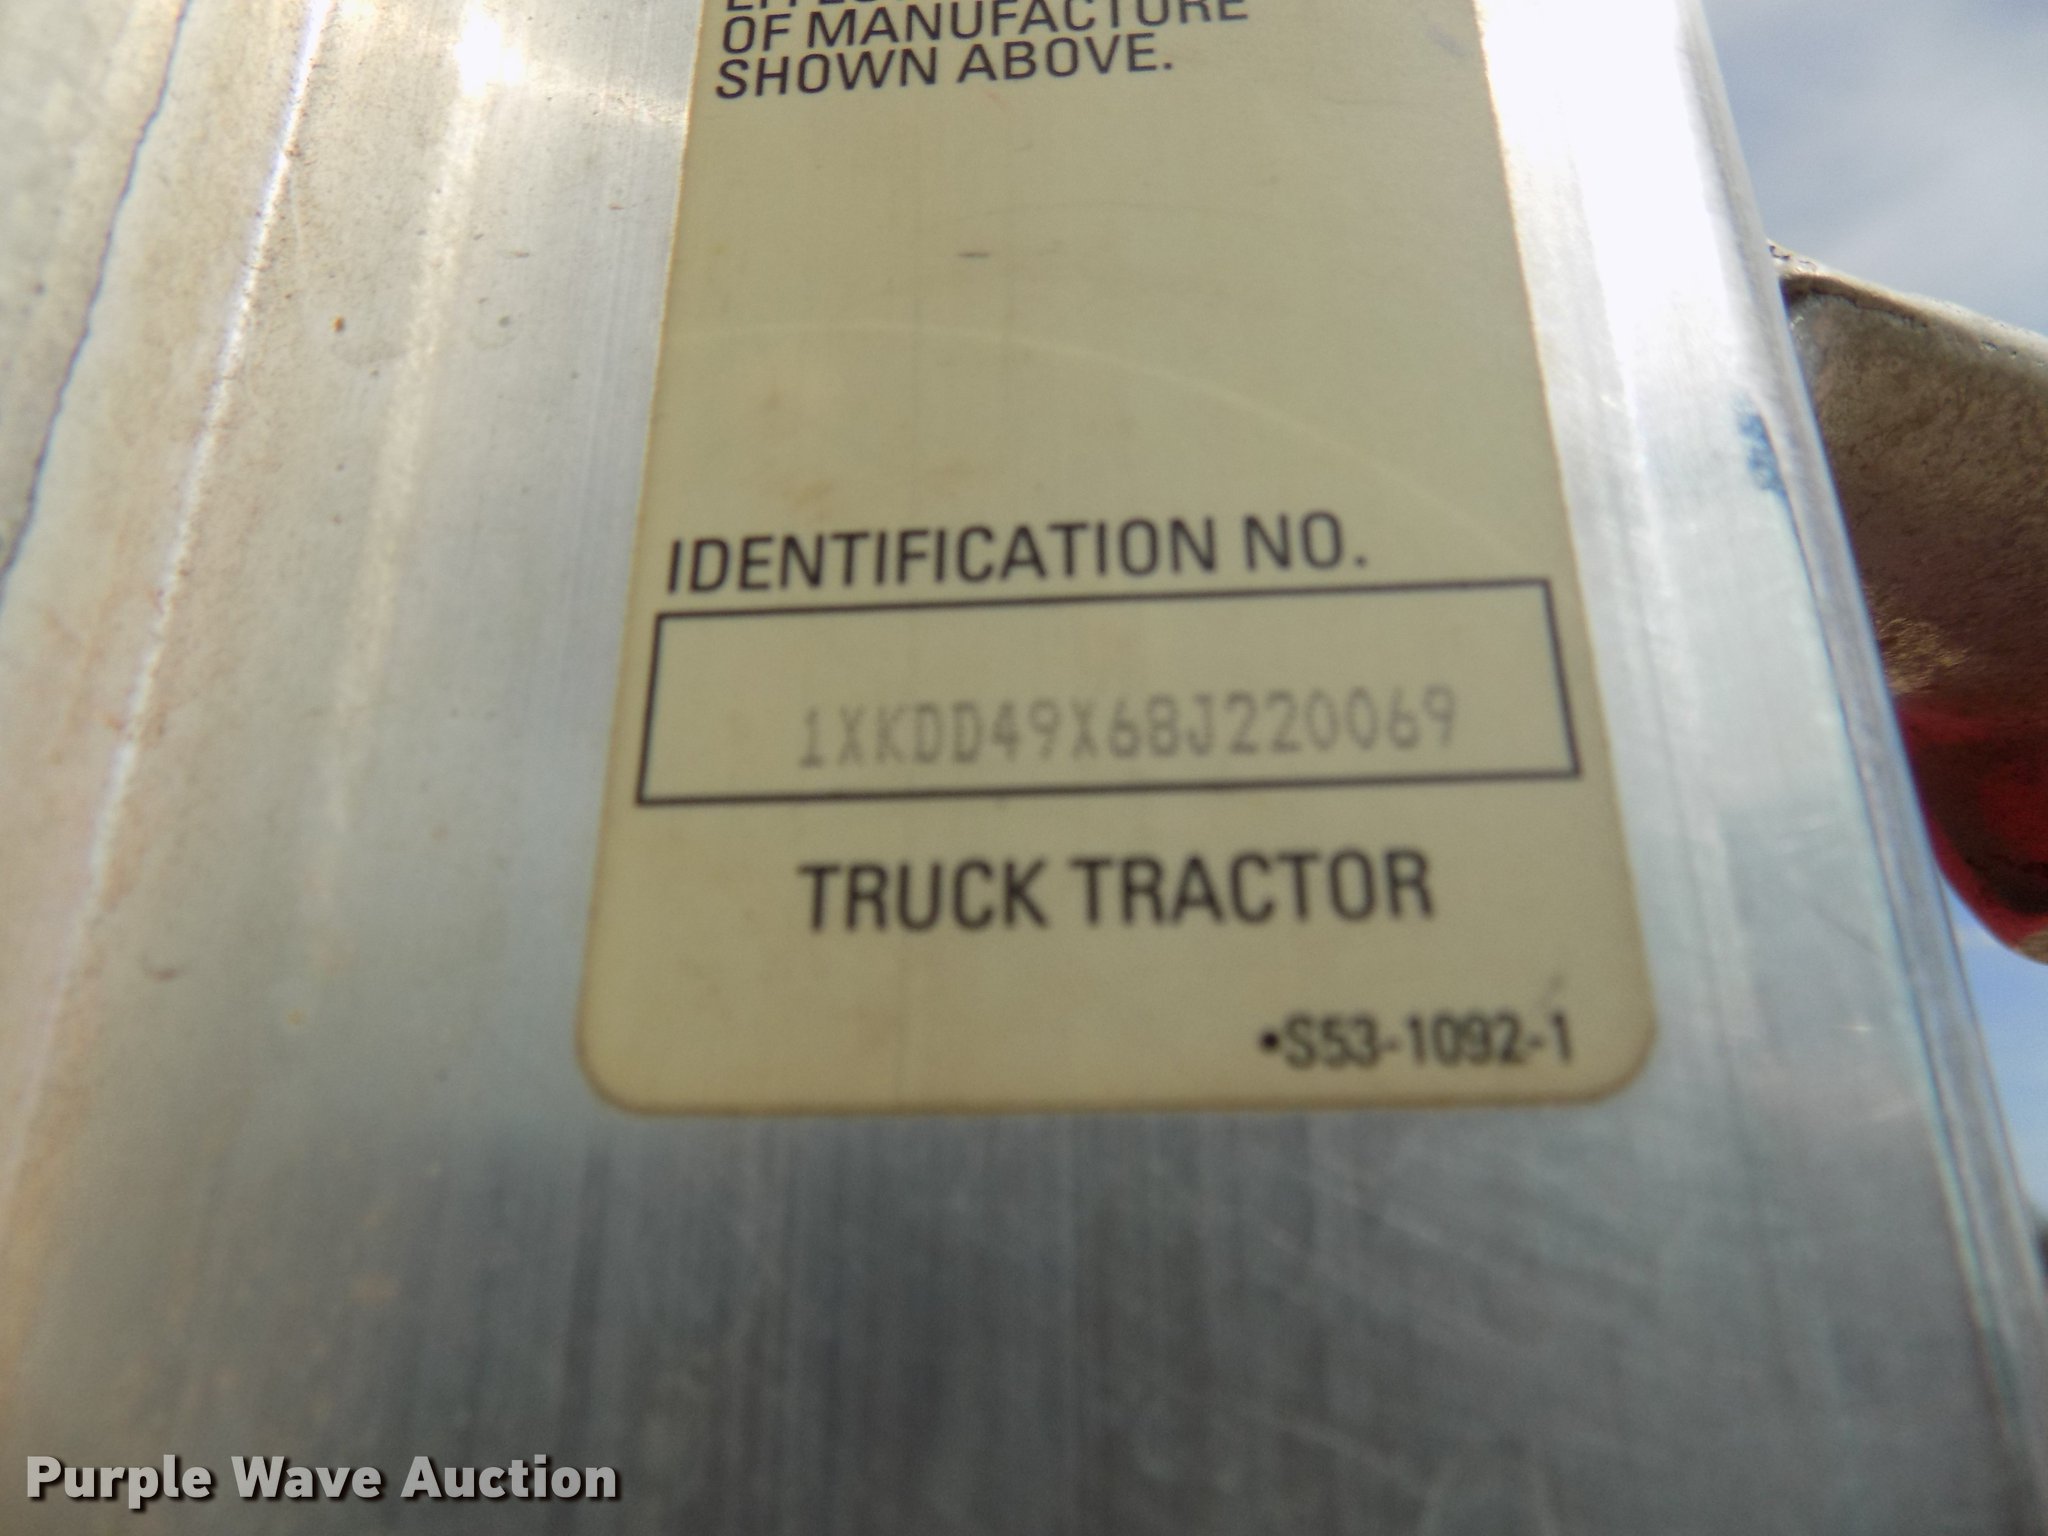 OF MANUFACTURE
SHOWN ABOVE.
IDENTIFICATION NO.
1XKDD49X68J220069
TRUCK TRACTOR
•S53-1092-1
Purple Wave Auction